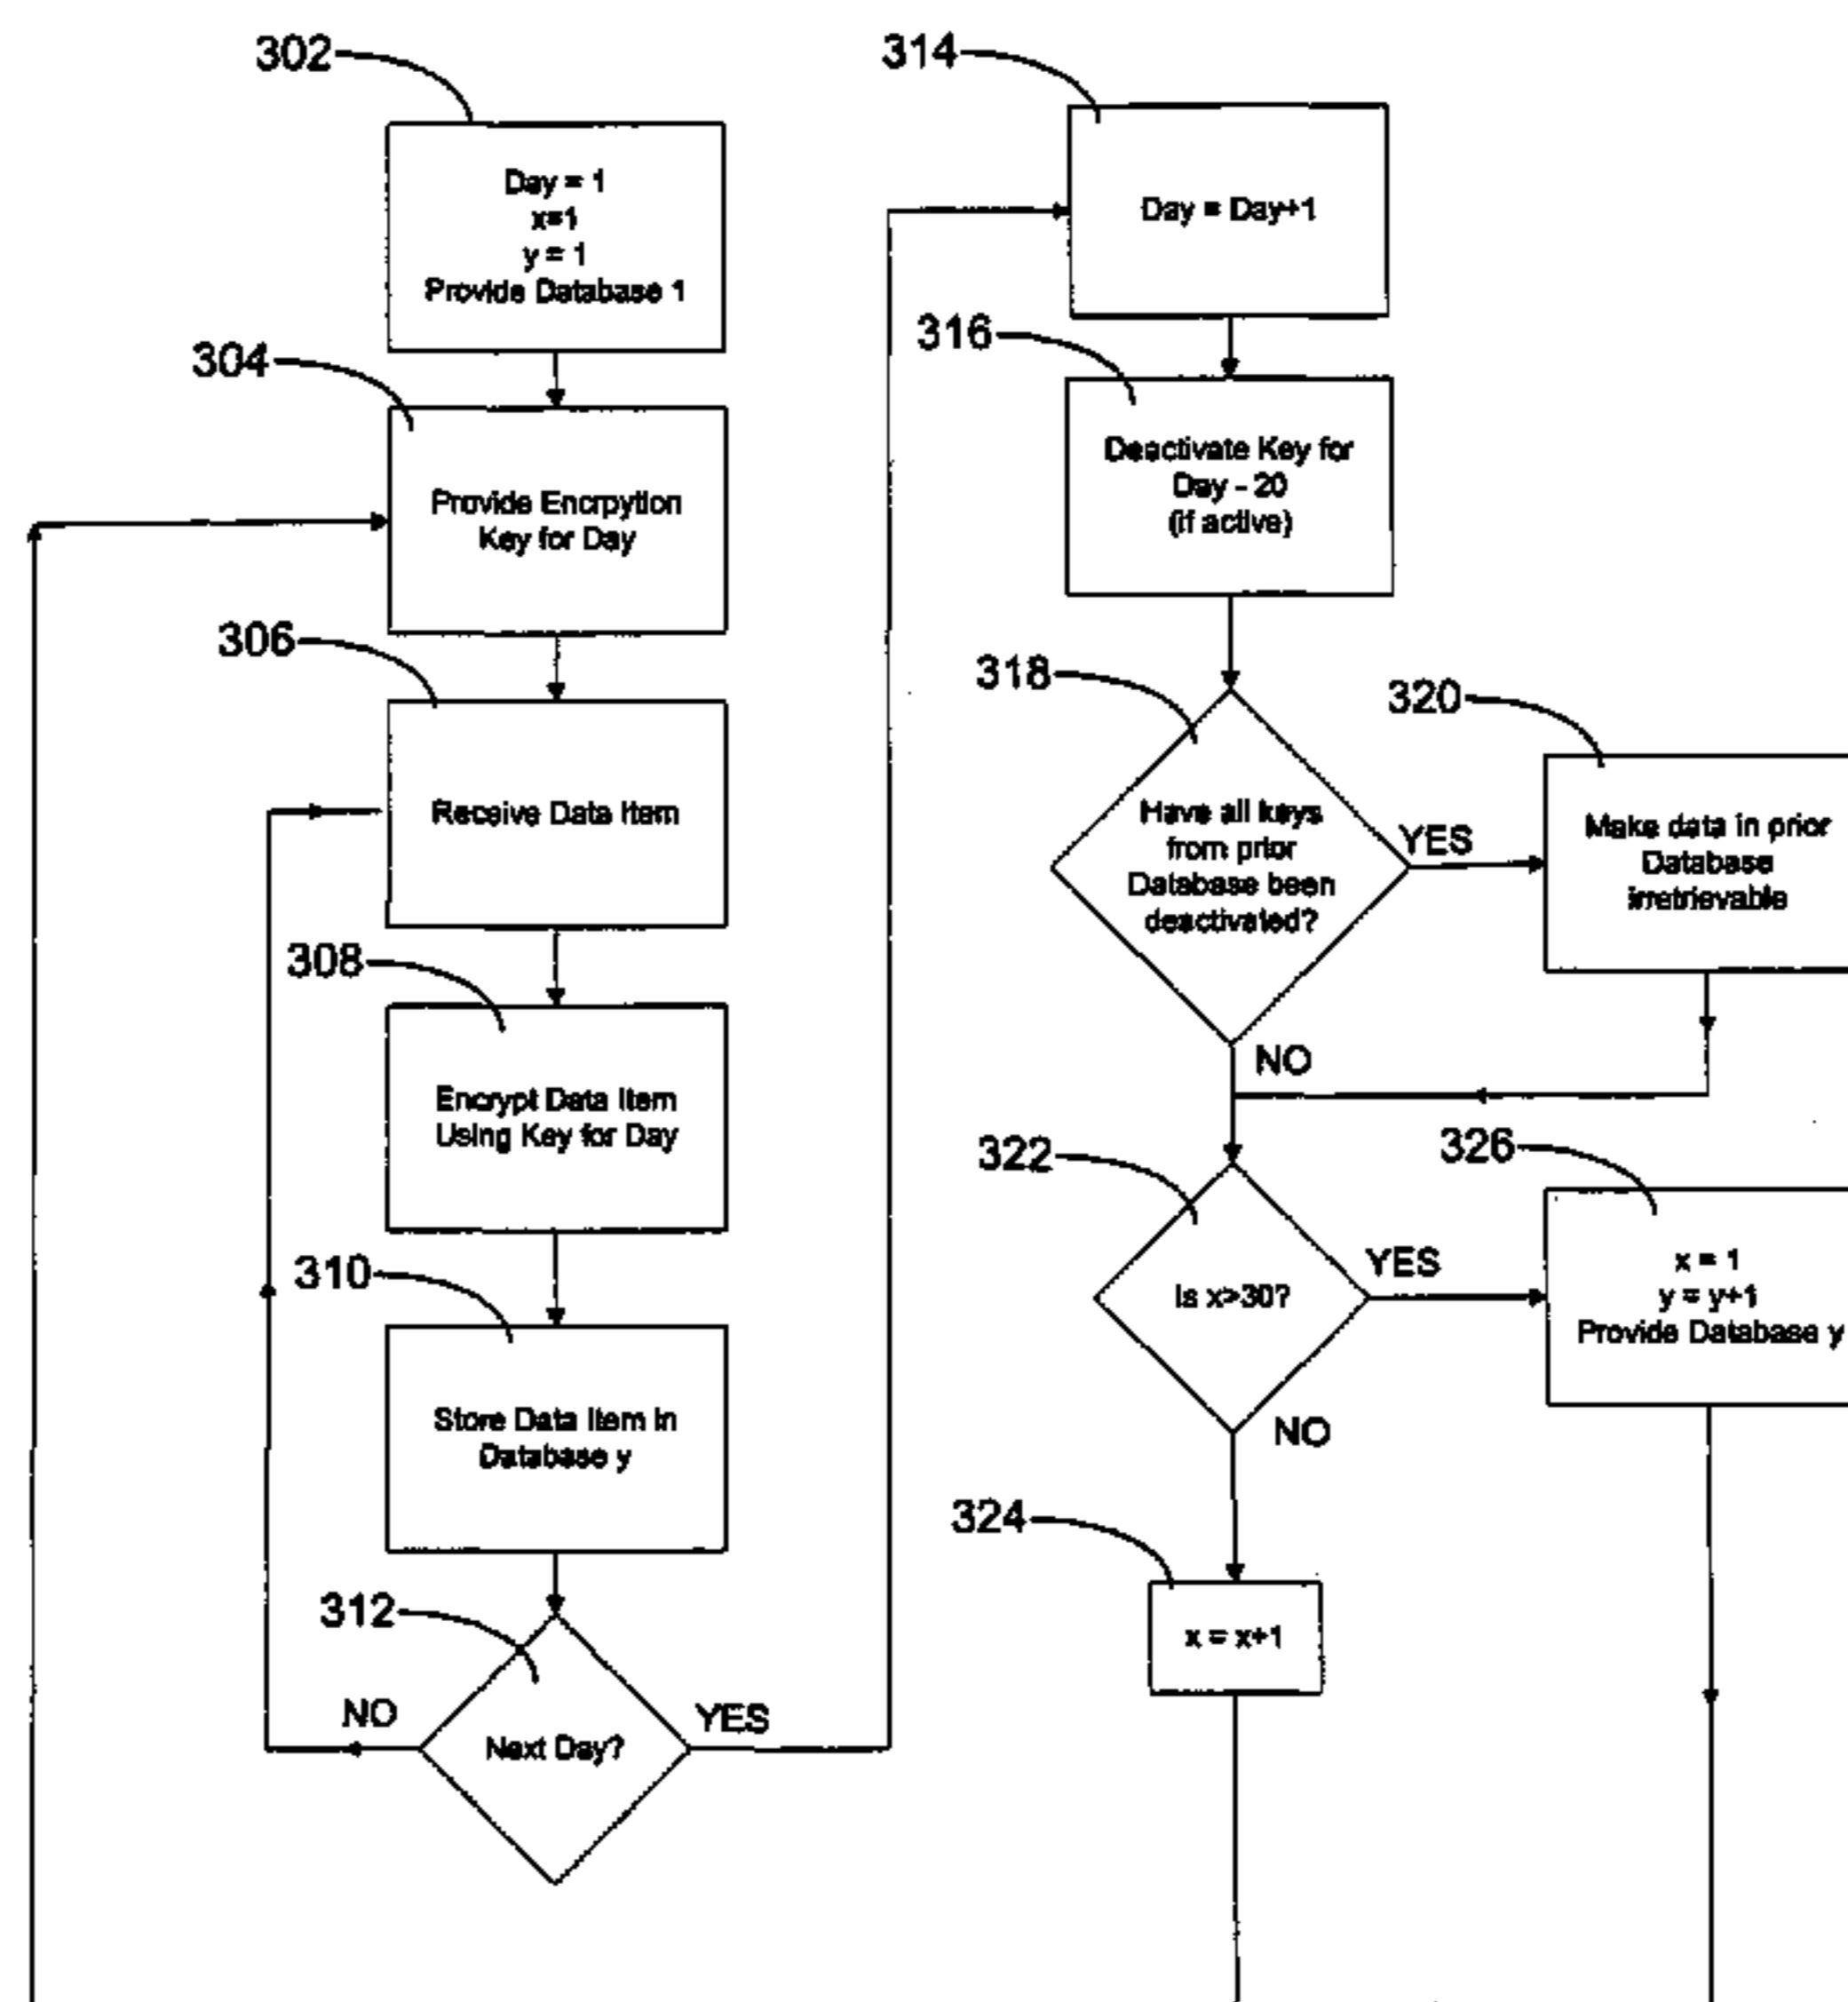 302
Day = 1
x=1
y = 1
Provide Database 1
304
Provide Encrpytion
Key for Day
306
Receive Data Item
308
Encrypt Data Item
Using Key for Day
310
Store Data Item in
Database y
312
Next Day?
NO
YES
314
Day = Day+1
316
Deactivate Key for
Day - 20
(if active)
318
Have all keys
from prior
Database been
deactivated?
YES
NO
320
Make data in prior
Database
irretrievable
322
Is x>30?
YES
NO
326
x = 1
y = y+1
Provide Database y
324
x = x+1